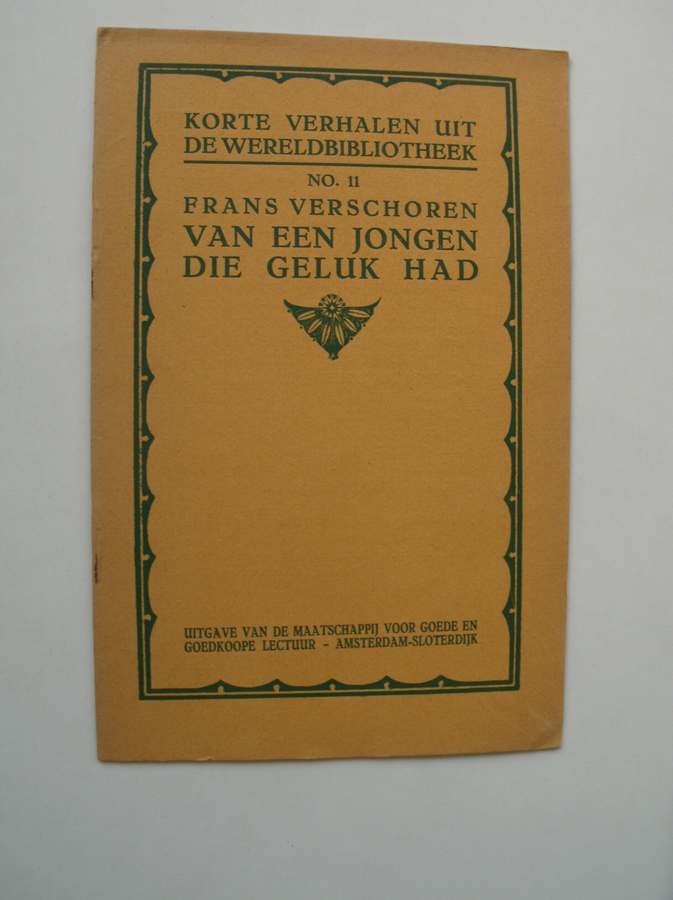 KORTE VERHALEN UIT
DE WERELDBIBLIOTHEEK
NO. 11
FRANS VERSCHOREN
VAN EEN JONGEN
DIE GELUK HAD
UITGAVE VAN DE MAATSCHAPPIJ VOOR GOEDE EN
GOEDKOOPE LECTUUR - AMSTERDAM-SLOTERDIJK